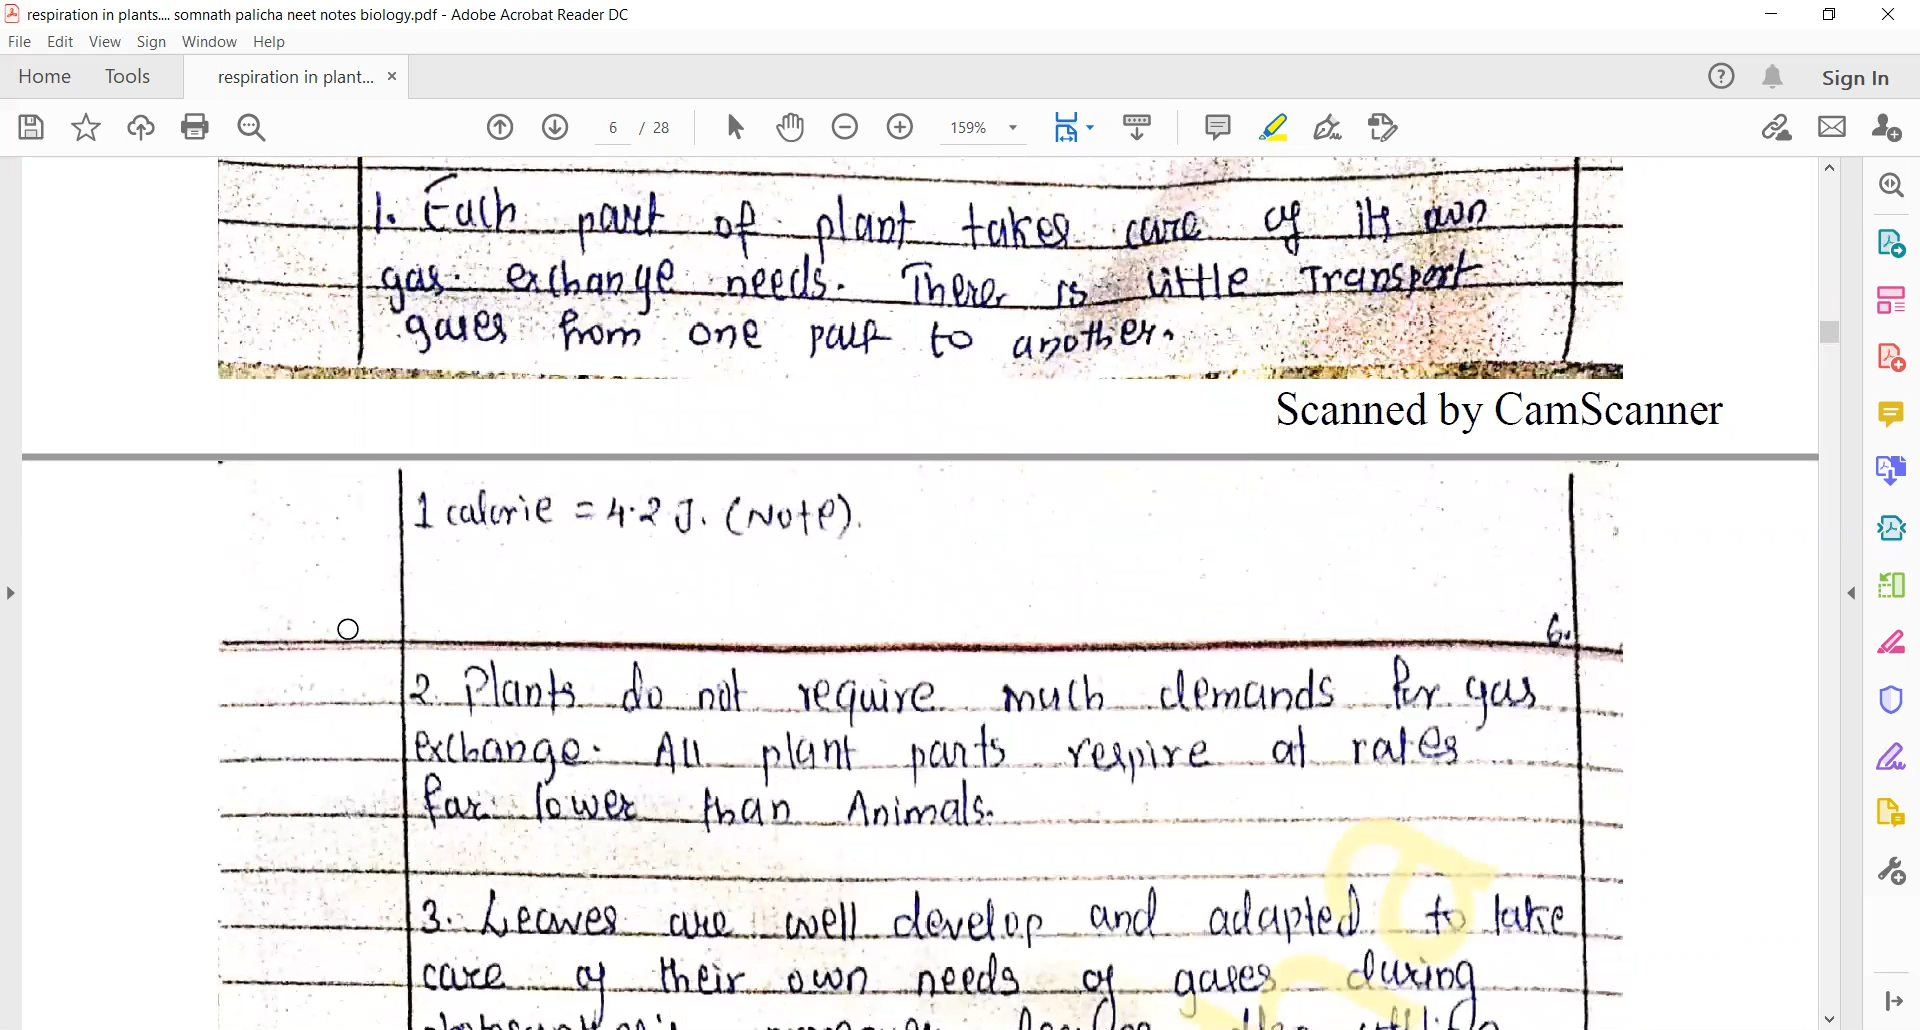 respiration in plants.... somnath palicha neet notes biology.pdf - Adobe Acrobat Reader DC
File Edit View Sign Window Help
Home Tools respiration in plant... × Sign In
6 / 28 159%
1. Each part of plant takes care of its own
gas exchange needs. There is little Transport
gases from one part to another.
Scanned by CamScanner
1 calorie = 4.2 J. (Note).
6.
2. Plants do not require much demands for gas
exchange. All plant parts respire at rates
far lower than Animals.
3. Leaves are well develop and adapted to take
care of their own needs of gases during